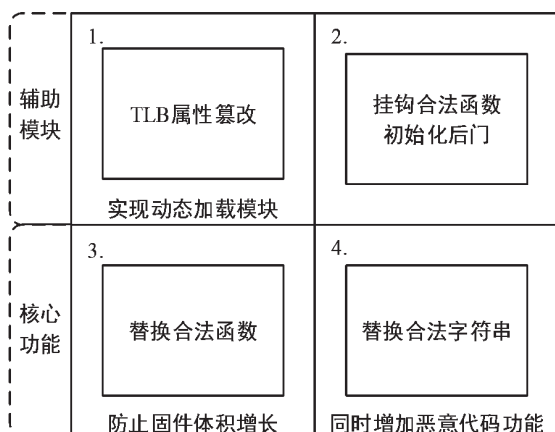 辅助
模块
1.
TLB属性篡改
实现动态加载模块
2.
挂钩合法函数
初始化后门
核心
功能
3.
替换合法函数
防止固件体积增长
4.
替换合法字符串
同时增加恶意代码功能